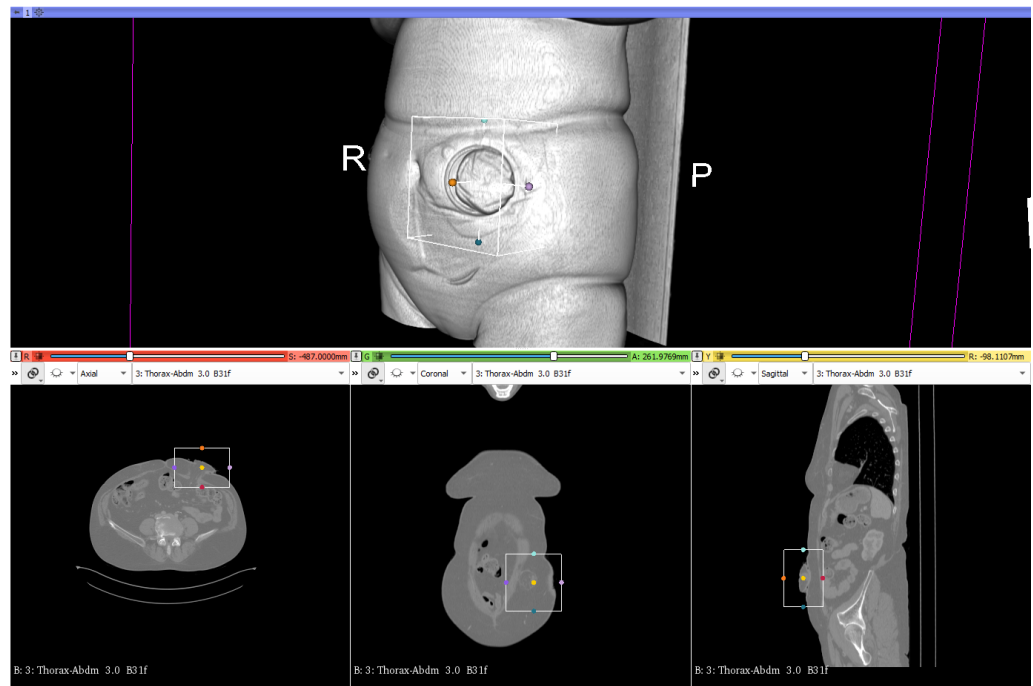 1
R
P
R S: -487.0000mm
G A: 261.9769mm
Y R: -98.1107mm
» Axial 3: Thorax-Abdm 3.0 B31f
» Coronal 3: Thorax-Abdm 3.0 B31f
» Sagittal 3: Thorax-Abdm 3.0 B31f
B: 3: Thorax-Abdm 3.0 B31f
B: 3: Thorax-Abdm 3.0 B31f
B: 3: Thorax-Abdm 3.0 B31f